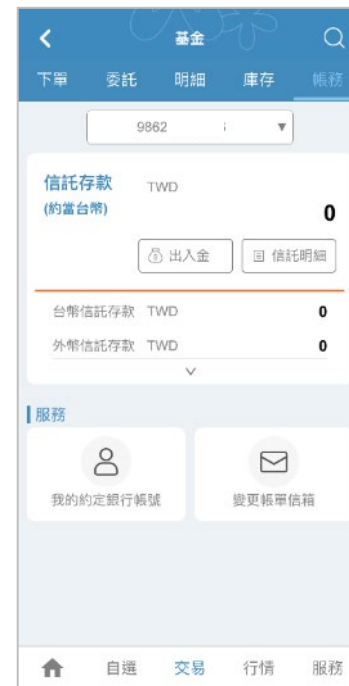 基金
下單 委託 明細 庫存 帳務
9862
信託存款 TWD
(約當台幣) 0
出入金 信託明細
台幣信託存款 TWD 0
外幣信託存款 TWD 0
服務
我的約定銀行帳號 變更帳單信箱
自選 交易 行情 服務